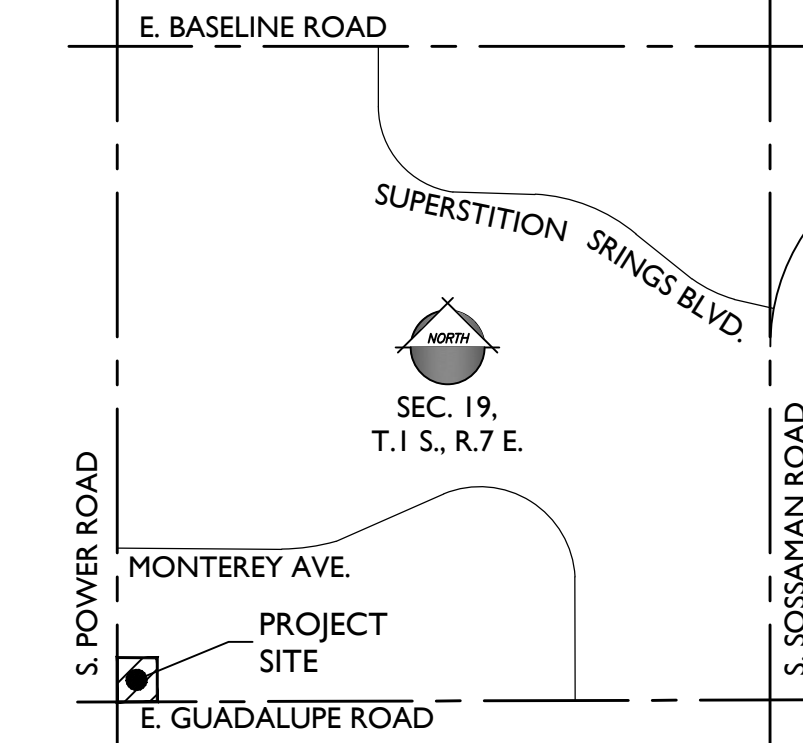 E. BASELINE ROAD
SUPERSTITION SRINGS BLVD.
NORTH
SEC. 19,
T.1 S., R.7 E.
S. SOSSAMAN ROAD
S. POWER ROAD
MONTEREY AVE.
PROJECT
SITE
E. GUADALUPE ROAD